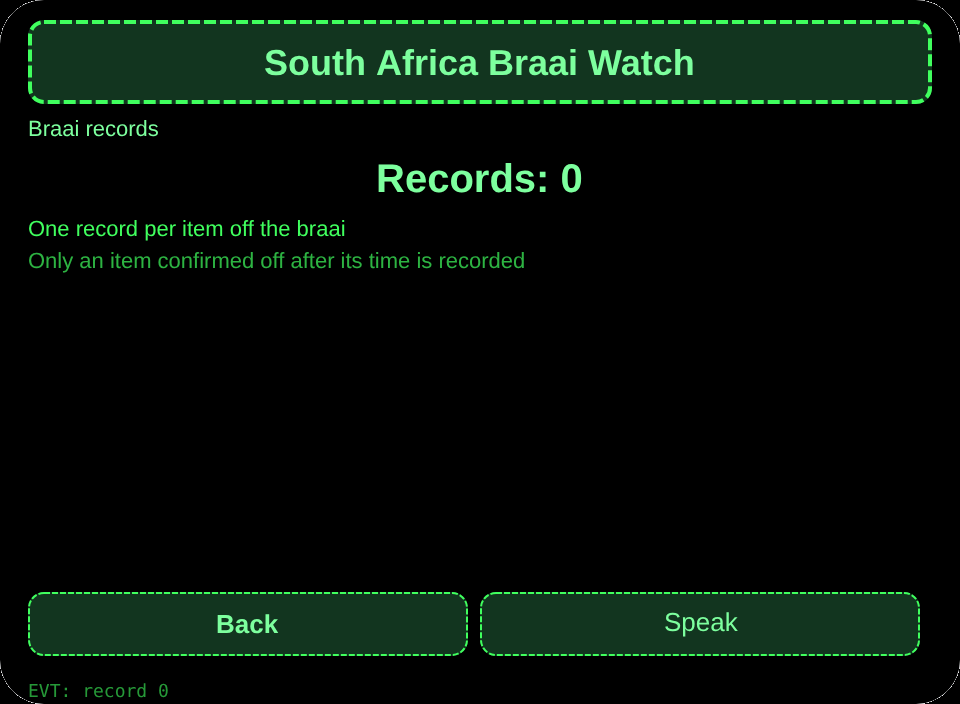 South Africa Braai Watch
Braai records
Records: 0
One record per item off the braai
Only an item confirmed off after its time is recorded
Back
Speak
EVT: record 0